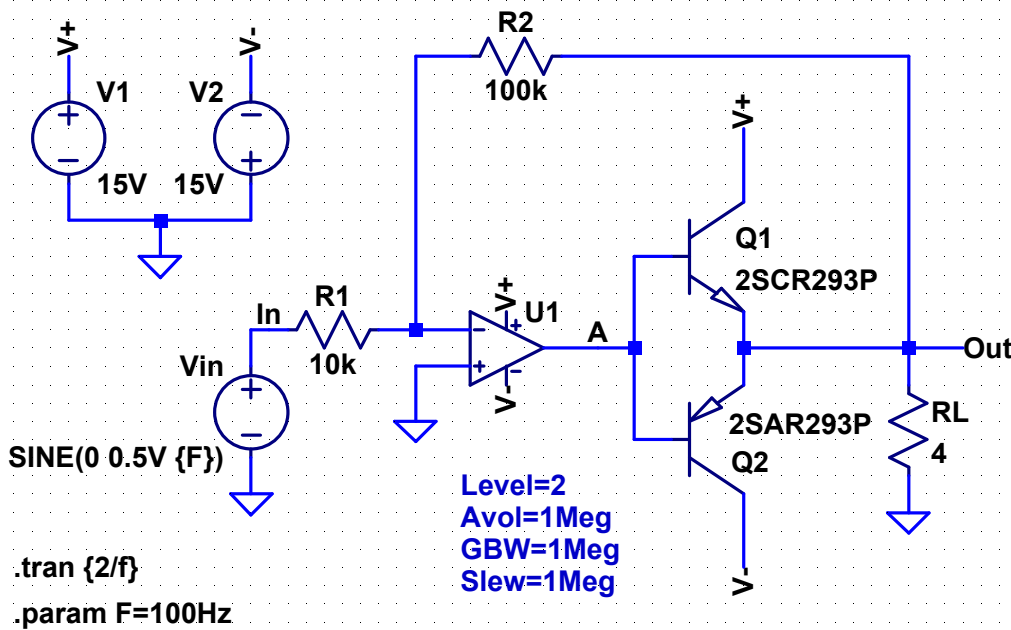 R2
100k
V+
V-
V1
V2
15V
15V
V+
Q1
2SCR293P
In
R1
10k
V+
U1
A
Out
Vin
V-
2SAR293P
Q2
RL
4
SINE(0 0.5V {F})
Level=2
Avol=1Meg
GBW=1Meg
Slew=1Meg
V-
.tran {2/f}
.param F=100Hz